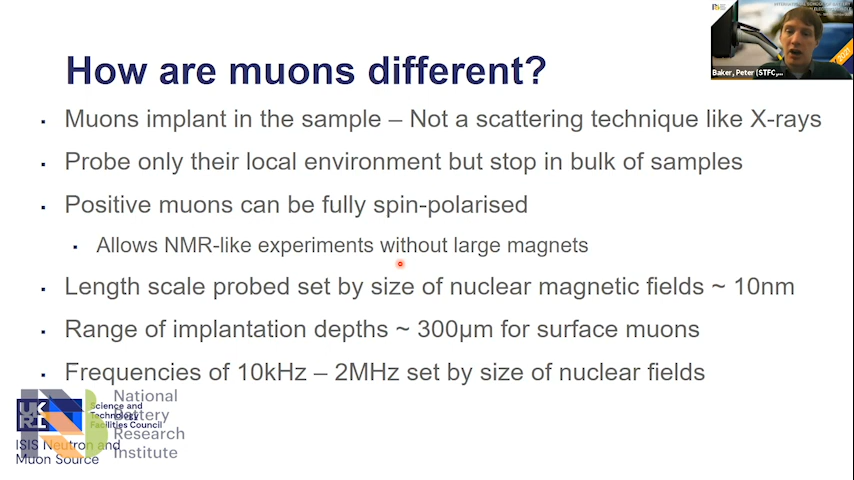 How are muons different?
Muons implant in the sample – Not a scattering technique like X-rays
Probe only their local environment but stop in bulk of samples
Positive muons can be fully spin-polarised
Allows NMR-like experiments without large magnets
Length scale probed set by size of nuclear magnetic fields ~ 10nm
Range of implantation depths ~ 300µm for surface muons
Frequencies of 10kHz – 2MHz set by size of nuclear fields
UKRI
Science and
Technology
Facilities Council
ISIS Neutron and
Muon Source
National
Battery
Research
Institute
Baker, Peter (STFC,
2021